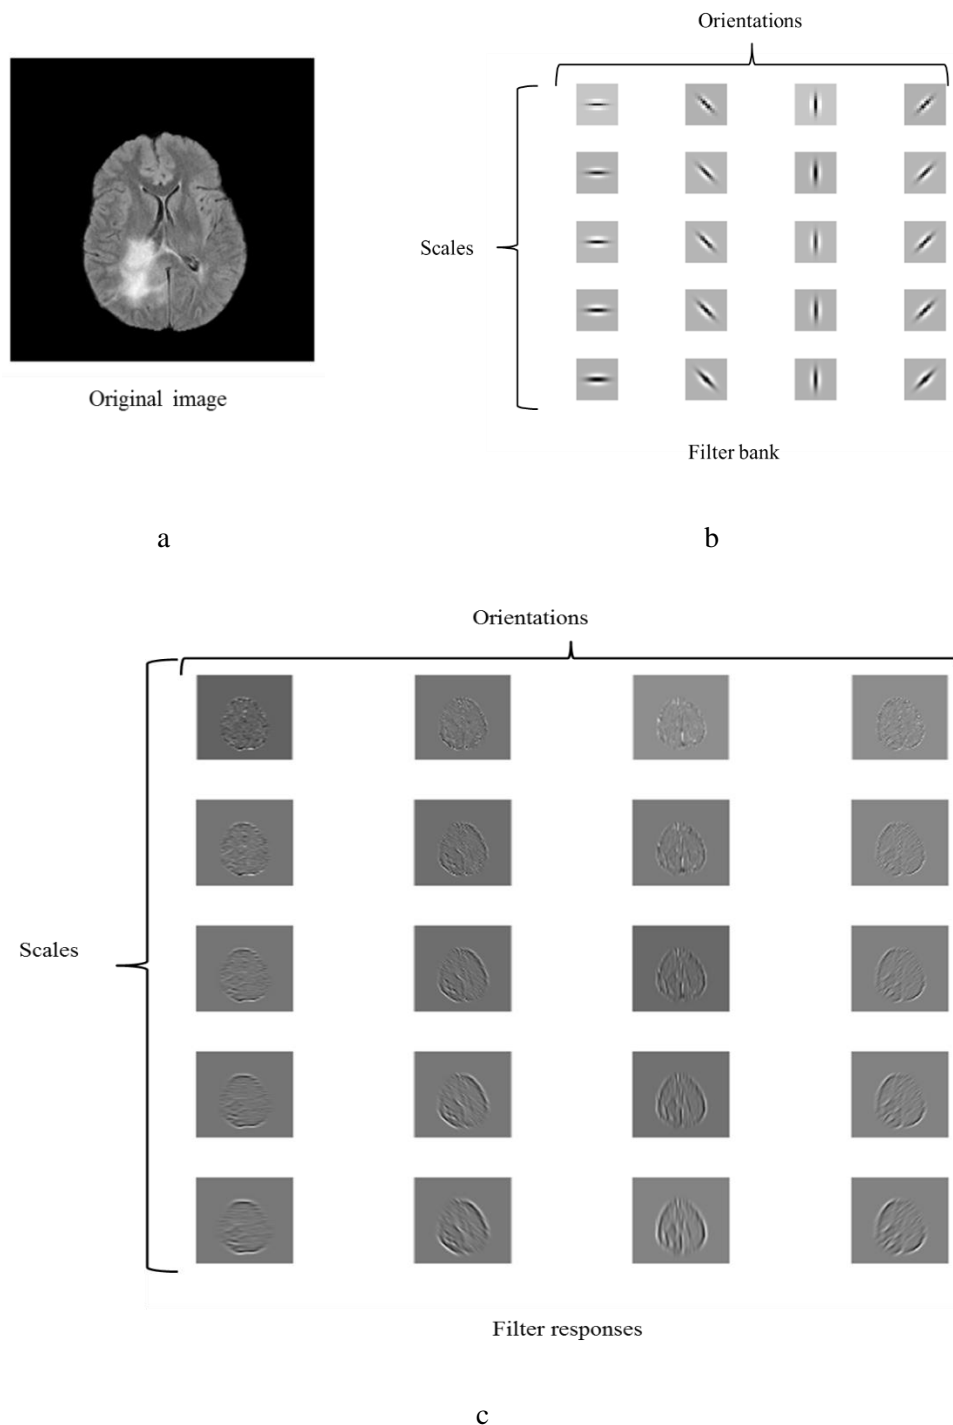 Orientations
Scales
Original image
Filter bank
a
b
Orientations
Scales
Filter responses
c